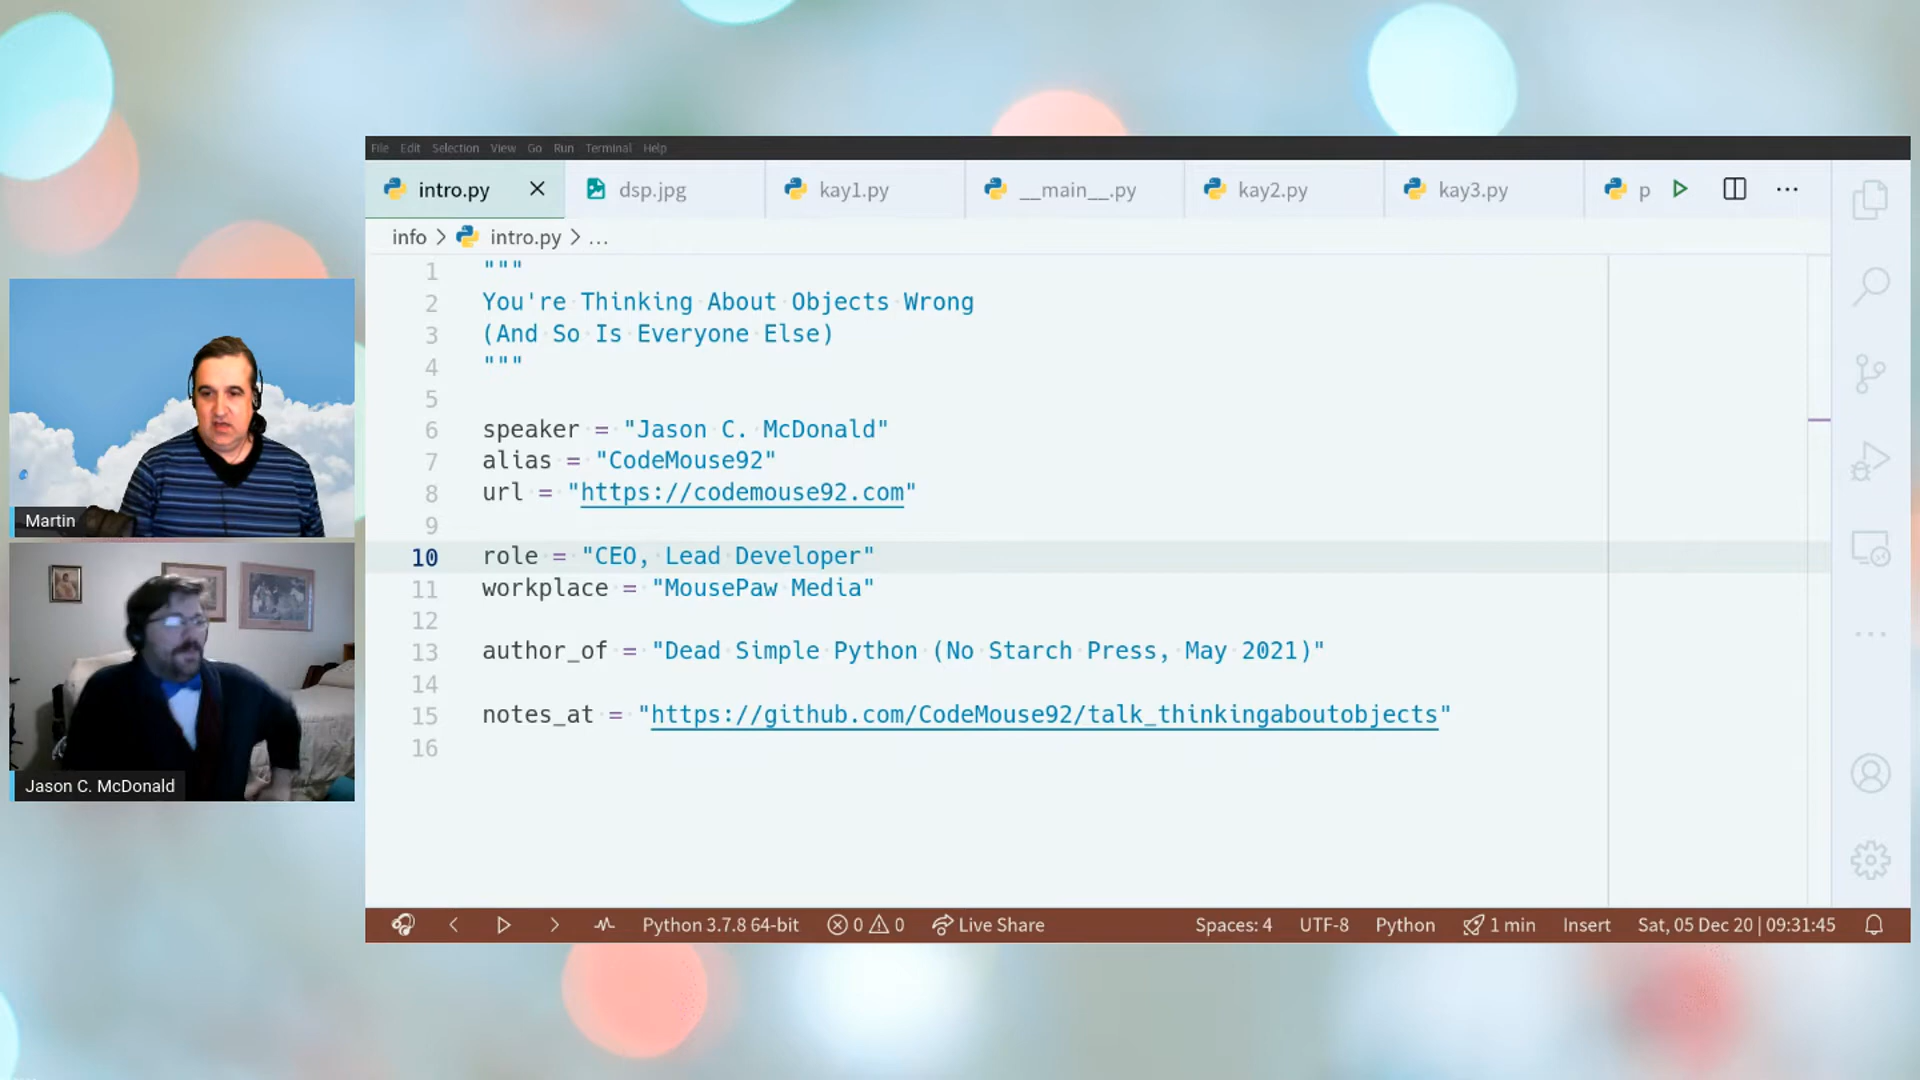 File Edit Selection View Go Run Terminal Help
intro.py dsp.jpg kay1.py __main__.py kay2.py kay3.py p
info > intro.py > ...
1 """
2 You're Thinking About Objects Wrong
3 (And So Is Everyone Else)
4 """
5
6 speaker = "Jason C. McDonald"
7 alias = "CodeMouse92"
8 url = "https://codemouse92.com"
9
10 role = "CEO, Lead Developer"
11 workplace = "MousePaw Media"
12
13 author_of = "Dead Simple Python (No Starch Press, May 2021)"
14
15 notes_at = "https://github.com/CodeMouse92/talk_thinkingaboutobjects"
16
Python 3.7.8 64-bit 0 0 Live Share Spaces: 4 UTF-8 Python 1 min Insert Sat, 05 Dec 20 | 09:31:45
Martin
Jason C. McDonald